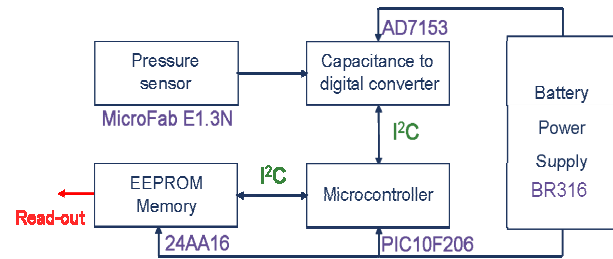 AD7153
Pressure
sensor
Capacitance to
digital converter
MicroFab E1.3N
Battery
Power
Supply
BR316
I²C
EEPROM
Memory
I²C
Microcontroller
Read-out
24AA16
PIC10F206